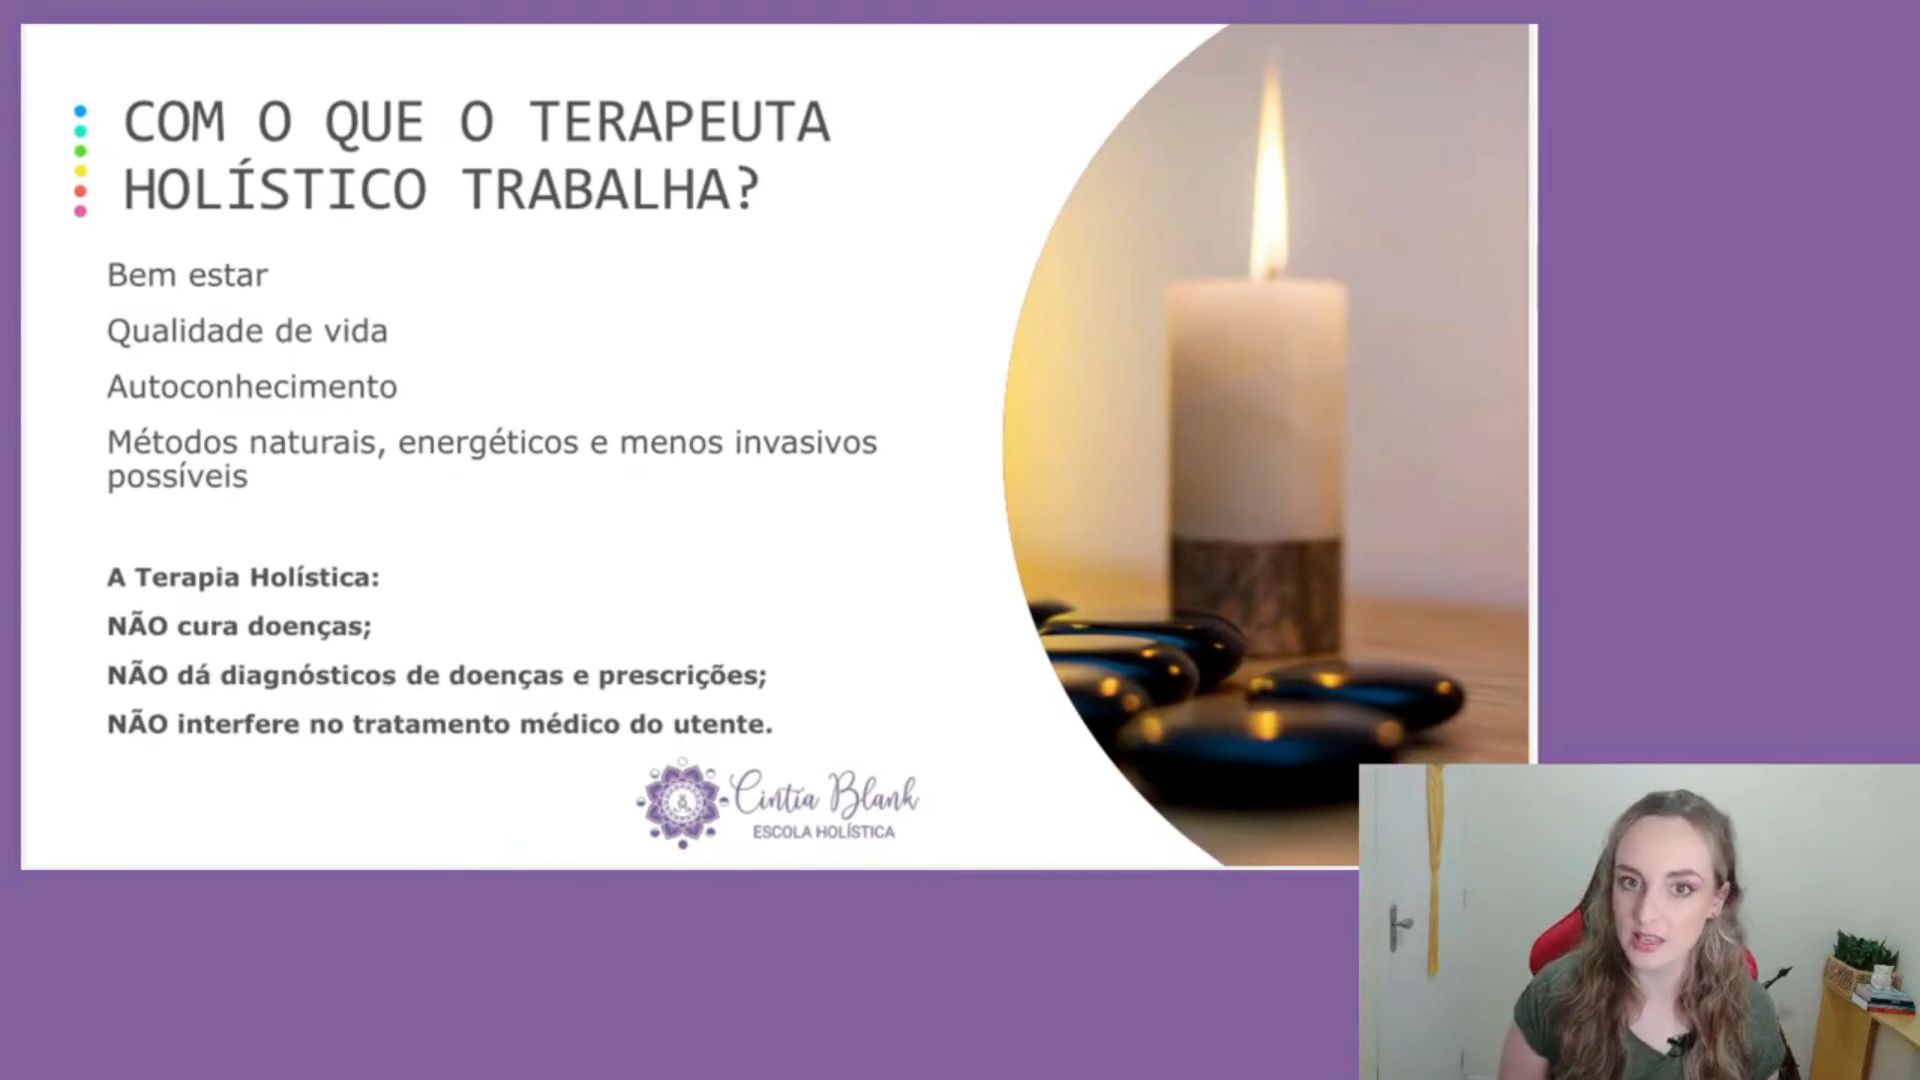 COM O QUE O TERAPEUTA
HOLÍSTICO TRABALHA?
Bem estar
Qualidade de vida
Autoconhecimento
Métodos naturais, energéticos e menos invasivos
possíveis
A Terapia Holística:
NÃO cura doenças;
NÃO dá diagnósticos de doenças e prescrições;
NÃO interfere no tratamento médico do utente.
Cintia Blank
ESCOLA HOLÍSTICA